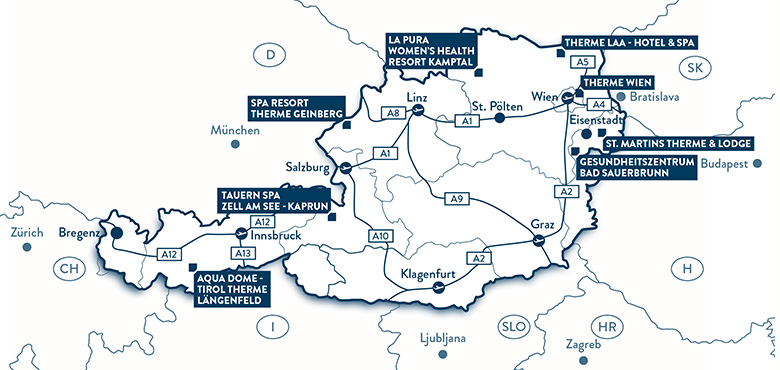 LA PURA
WOMEN'S HEALTH
RESORT KAMPTAL
THERME LAA - HOTEL & SPA
D
A5
SK
THERME WIEN
SPA RESORT
THERME GEINBERG
Linz
Wien
A4
Bratislava
A8
St. Pölten
A1
Eisenstadt
München
ST. MARTINS THERME & LODGE
A1
GESUNDHEITSZENTRUM
BAD SAUERBRUNN
Budapest
Salzburg
TAUERN SPA
ZELL AM SEE - KAPRUN
A2
A9
A12
Zürich
Bregenz
Innsbruck
A10
Graz
A12
A13
A2
CH
AQUA DOME -
TIROL THERME
LÄNGENFELD
Klagenfurt
H
I
Ljubljana
SLO
HR
Zagreb